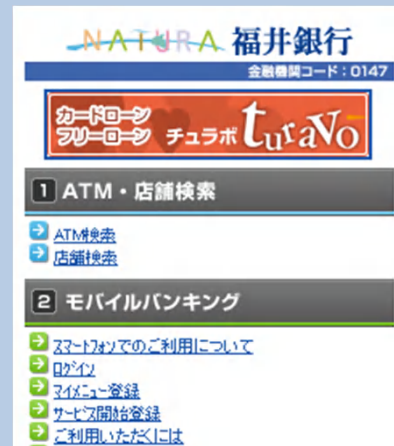 NATURA 福井銀行
金融機関コード:0147
カードローン
フリーローン チュラボ turavo
1 ATM・店舗検索
ATM検索
店舗検索
2 モバイルバンキング
スマートフォンでのご利用について
ログイン
マイメニュー登録
サービス開始登録
ご利用いただくには